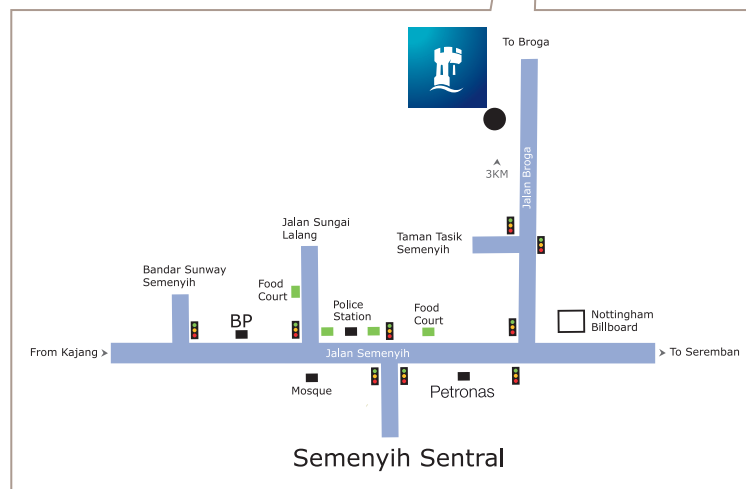 To Broga
3KM
Jalan Broga
Jalan Sungai
Lalang
Taman Tasik
Semenyih
Bandar Sunway
Semenyih
Food
Court
Police
Station
Food
Court
BP
Nottingham
Billboard
From Kajang
Jalan Semenyih
To Seremban
Mosque
Petronas
Semenyih Sentral